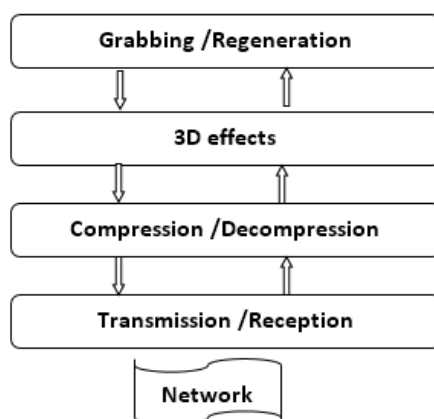 Grabbing /Regeneration
3D effects
Compression /Decompression
Transmission /Reception
Network